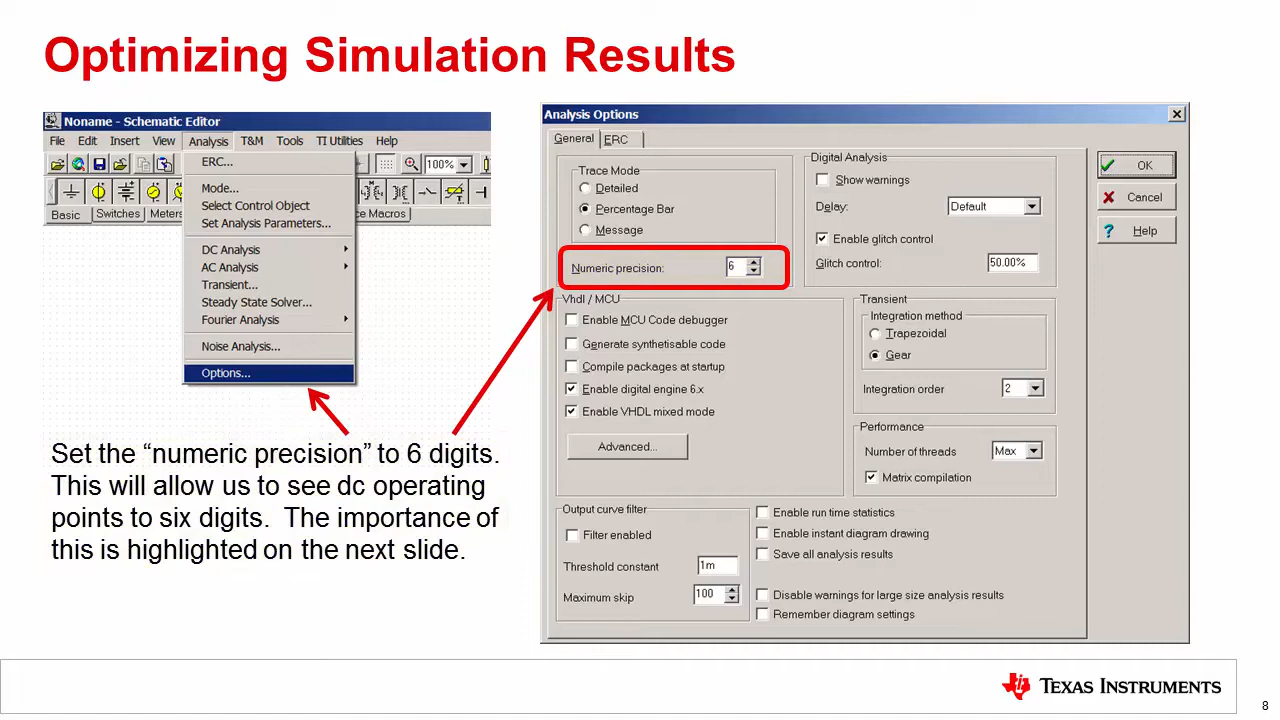 Optimizing Simulation Results
Noname - Schematic Editor
File Edit Insert View Analysis T&M Tools TI Utilities Help
100%
Basic Switches Meters
ce Macros
ERC...
Mode...
Select Control Object
Set Analysis Parameters...
DC Analysis
AC Analysis
Transient...
Steady State Solver...
Fourier Analysis
Noise Analysis...
Options...
Set the “numeric precision” to 6 digits.
This will allow us to see dc operating
points to six digits. The importance of
this is highlighted on the next slide.
Analysis Options
General ERC
Trace Mode
Detailed
Percentage Bar
Message
Numeric precision: 6
Digital Analysis
Show warnings
Delay: Default
Enable glitch control
Glitch control: 50.00%
OK
Cancel
? Help
Vhdl / MCU
Enable MCU Code debugger
Generate synthetisable code
Compile packages at startup
Enable digital engine 6.x
Enable VHDL mixed mode
Advanced...
Transient
Integration method
Trapezoidal
Gear
Integration order 2
Performance
Number of threads Max
Matrix compilation
Output curve filter
Filter enabled
Threshold constant 1m
Maximum skip 100
Enable run time statistics
Enable instant diagram drawing
Save all analysis results
Disable warnings for large size analysis results
Remember diagram settings
TEXAS INSTRUMENTS
8